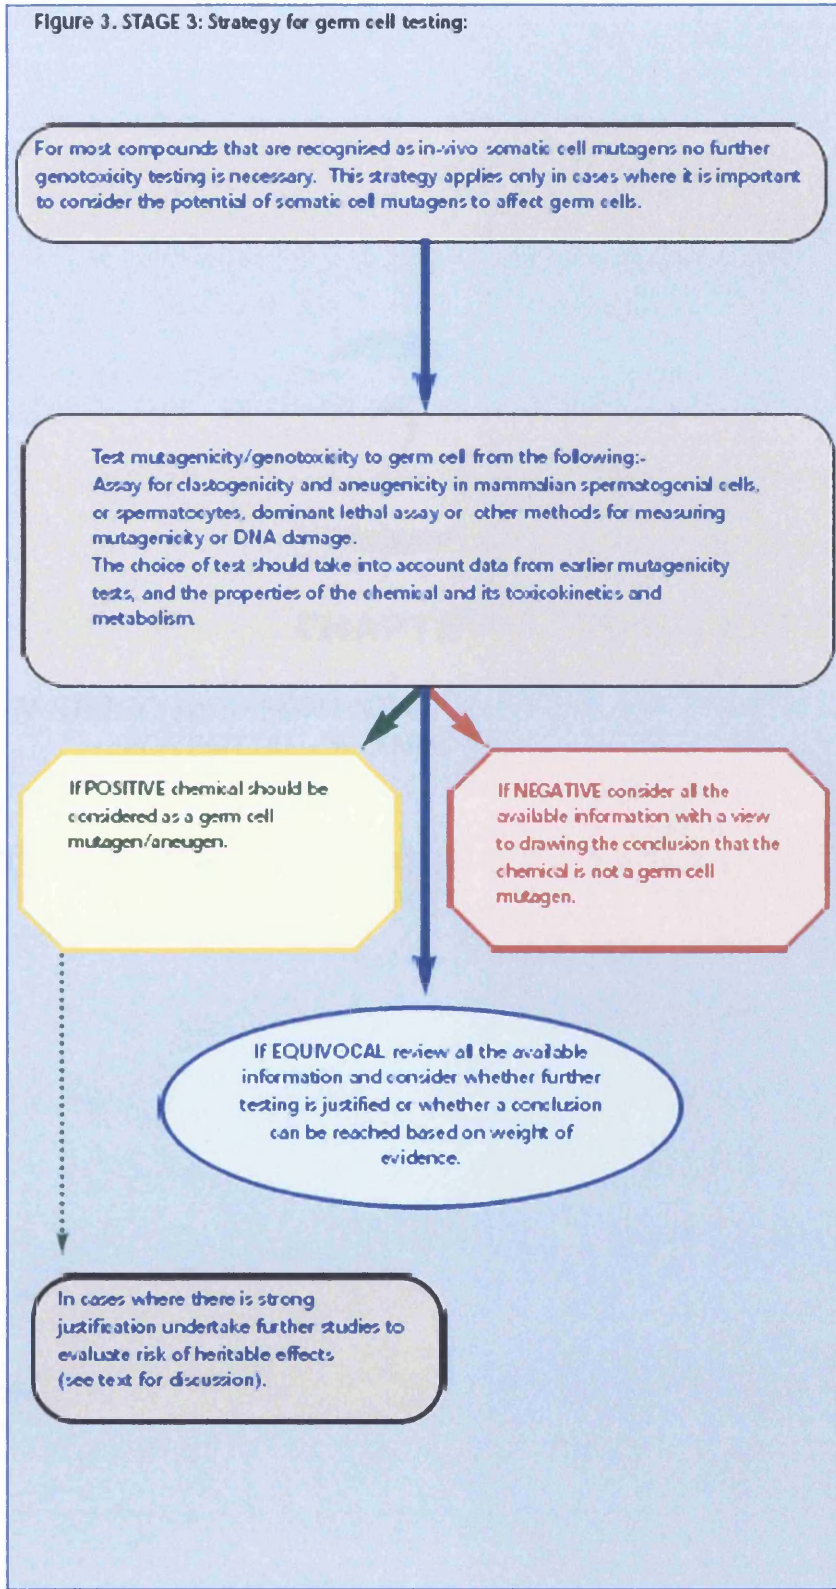 Figure 3. STAGE 3: Strategy for germ cell testing:
For most compounds that are recognised as in-vivo somatic cell mutagens no further
genotoxicity testing is necessary. This strategy applies only in cases where it is important
to consider the potential of somatic cell mutagens to affect germ cells.
Test mutagenicity/genotoxicity to germ cell from the following:-
Assay for clastogenicity and aneugenicity in mammalian spermatogonial cells,
or spermatocytes, dominant lethal assay or other methods for measuring
mutagenicity or DNA damage.
The choice of test should take into account data from earlier mutagenicity
tests, and the properties of the chemical and its toxicokinetics and
metabolism.
If POSITIVE chemical should be
considered as a germ cell
mutagen/aneugen.
If NEGATIVE consider all the
available information with a view
to drawing the conclusion that the
chemical is not a germ cell
mutagen.
If EQUIVOCAL review all the available
information and consider whether further
testing is justified or whether a conclusion
can be reached based on weight of
evidence.
In cases where there is strong
justification undertake further studies to
evaluate risk of heritable effects
(see text for discussion).